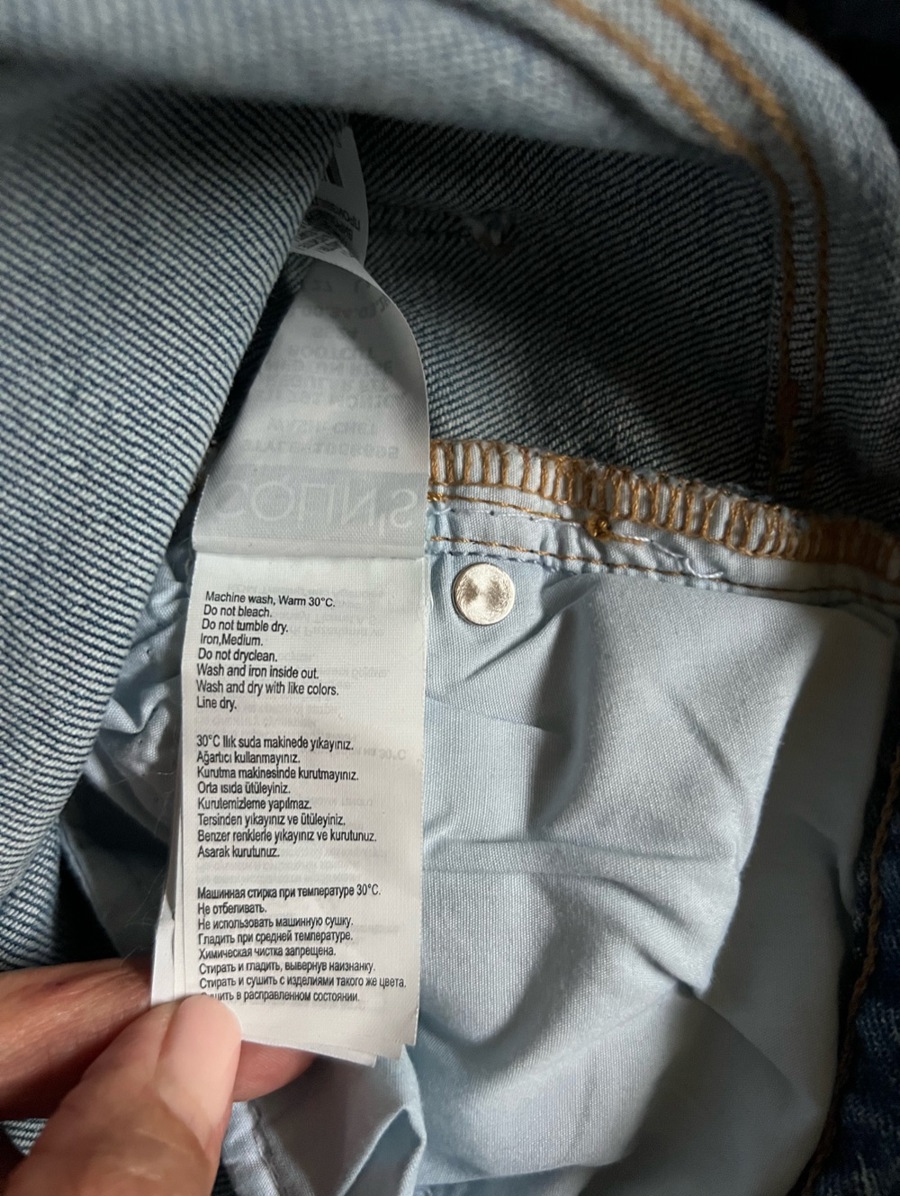 COLIN'S
Machine wash, Warm 30°C.
Do not bleach.
Do not tumble dry.
Iron,Medium.
Do not dryclean.
Wash and iron inside out.
Wash and dry with like colors.
Line dry.
30°C Ilık suda makinede yıkayınız.
Ağartıcı kullanmayınız.
Kurutma makinesinde kurutmayınız.
Orta ısıda ütüleyiniz.
Kurulemizleme yapılmaz.
Tersinden yıkayınız ve ütüleyiniz.
Benzer renklerle yıkayınız ve kurutunuz.
Asarak kurutunuz.
Машинная стирка при температуре 30°C.
Не отбеливать.
Не использовать машинную сушку.
Гладить при средней температуре.
Химическая чистка запрещена.
Стирать и гладить, вывернув наизнанку.
Стирать и сушить с изделиями такого же цвета.
в расправленном состоянии.